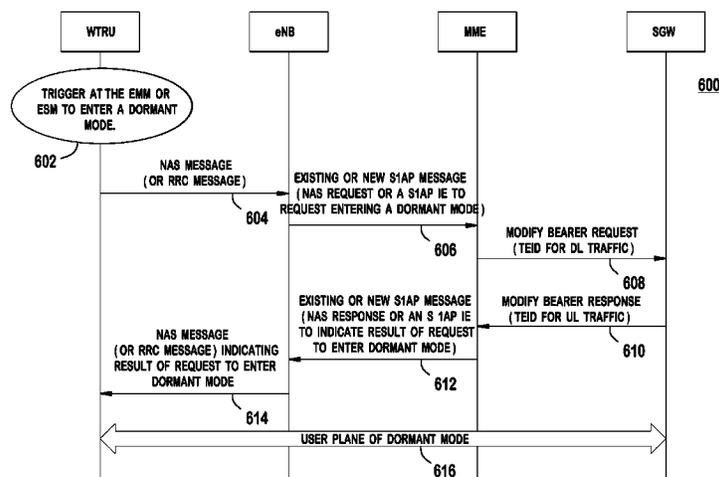 WTRU
eNB
MME
SGW
600
TRIGGER AT THE EMM OR
ESM TO ENTER A DORMANT
MODE.
602
NAS MESSAGE
(OR RRC MESSAGE)
604
EXISTING OR NEW S1AP MESSAGE
(NAS REQUEST OR A S1AP IE TO
REQUEST ENTERING A DORMANT MODE)
606
MODIFY BEARER REQUEST
(TEID FOR DL TRAFFIC)
608
MODIFY BEARER RESPONSE
(TEID FOR UL TRAFFIC)
610
EXISTING OR NEW S1AP MESSAGE
(NAS RESPONSE OR AN S 1AP IE
TO INDICATE RESULT OF REQUEST
TO ENTER DORMANT MODE)
612
NAS MESSAGE
(OR RRC MESSAGE) INDICATING
RESULT OF REQUEST TO ENTER
DORMANT MODE
614
USER PLANE OF DORMANT MODE
616